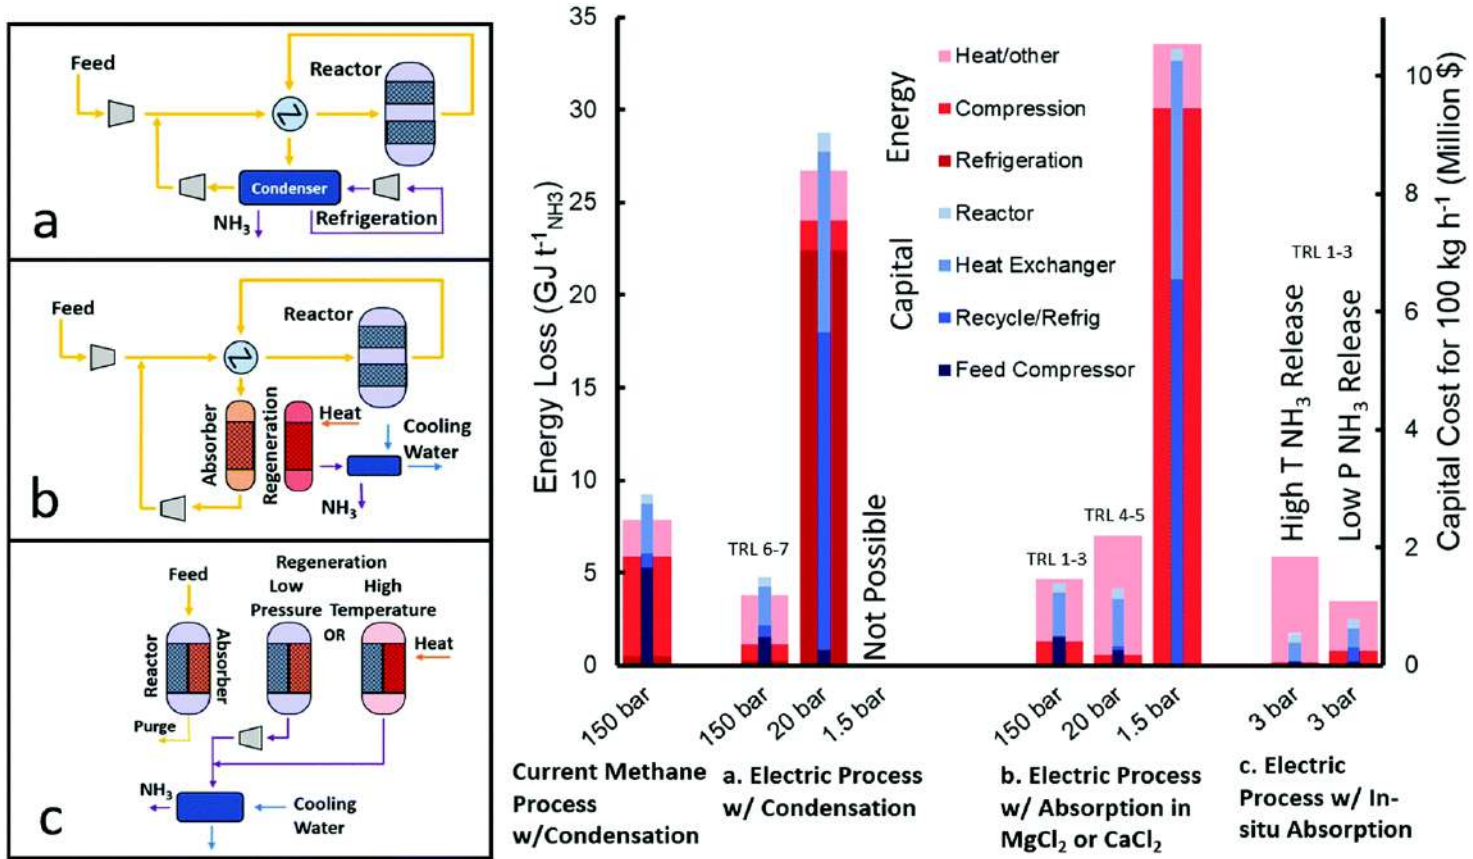 Feed
Reactor
Condenser
NH3
Refrigeration
a
Feed
Reactor
Absorber
Regeneration
Heat
Cooling
Water
NH3
b
Regeneration
Feed
Low
Pressure
High
Temperature
OR
Reactor
Absorber
Heat
Purge
NH3
Cooling
Water
c
Energy Loss (GJ t-1NH3)
35
30
25
20
15
10
5
0
Energy
Heat/other
Compression
Refrigeration
Capital
Reactor
Heat Exchanger
Recycle/Refrig
Feed Compressor
TRL 6-7
Not Possible
TRL 1-3
TRL 4-5
TRL 1-3
High T NH3 Release
Low P NH3 Release
10
8
6
4
2
0
Capital Cost for 100 kg h-1 (Million $)
150 bar
150 bar
20 bar
1.5 bar
150 bar
20 bar
1.5 bar
3 bar
3 bar
Current Methane
Process
w/Condensation
a. Electric Process
w/ Condensation
b. Electric Process
w/ Absorption in
MgCl2 or CaCl2
c. Electric
Process w/ In-
situ Absorption